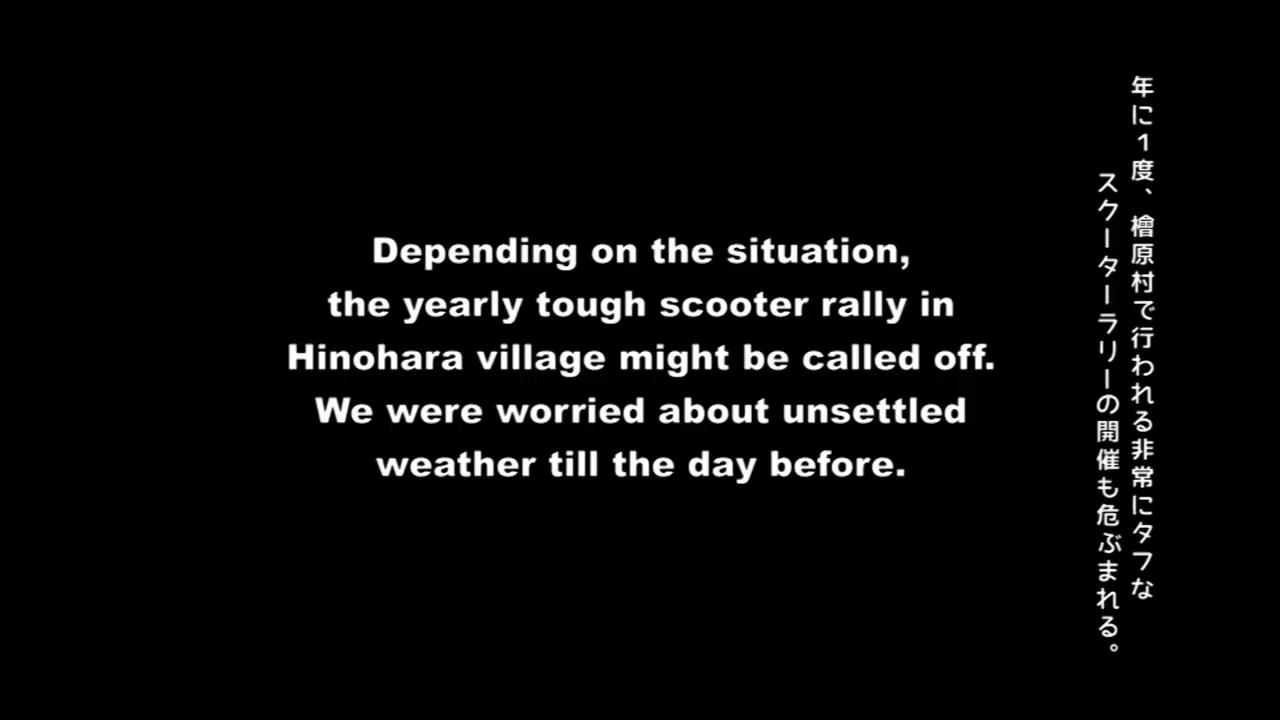 Depending on the situation,
the yearly tough scooter rally in
Hinohara village might be called off.
We were worried about unsettled
weather till the day before.
年に1度、檜原村で行われる非常にタフな
スクーターラリーの開催も危ぶまれる。